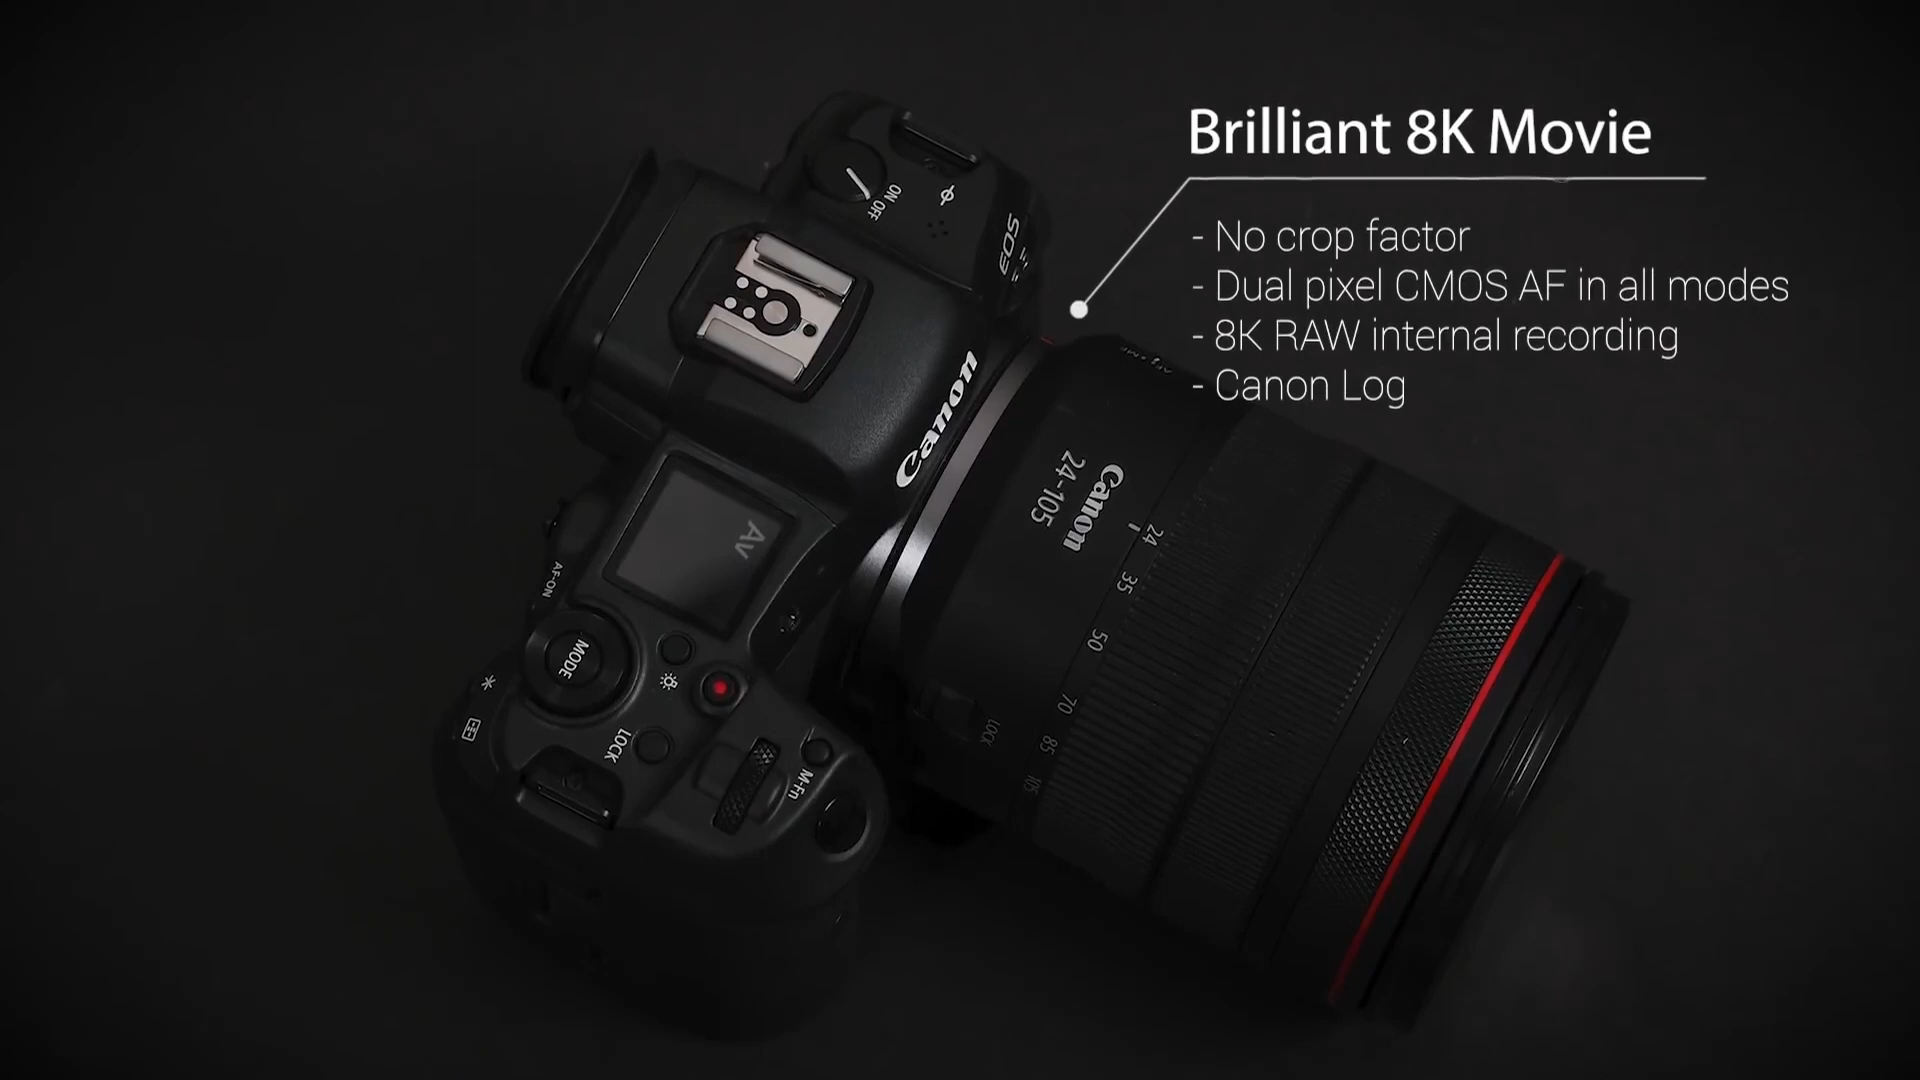 Brilliant 8K Movie
- No crop factor
- Dual pixel CMOS AF in all modes
- 8K RAW internal recording
- Canon Log
ON OFF
EOS
Canon
Canon
24-105
24
35
50
70
85
105
LOCK
Av
AF-ON
MODE
LOCK
M-Fn